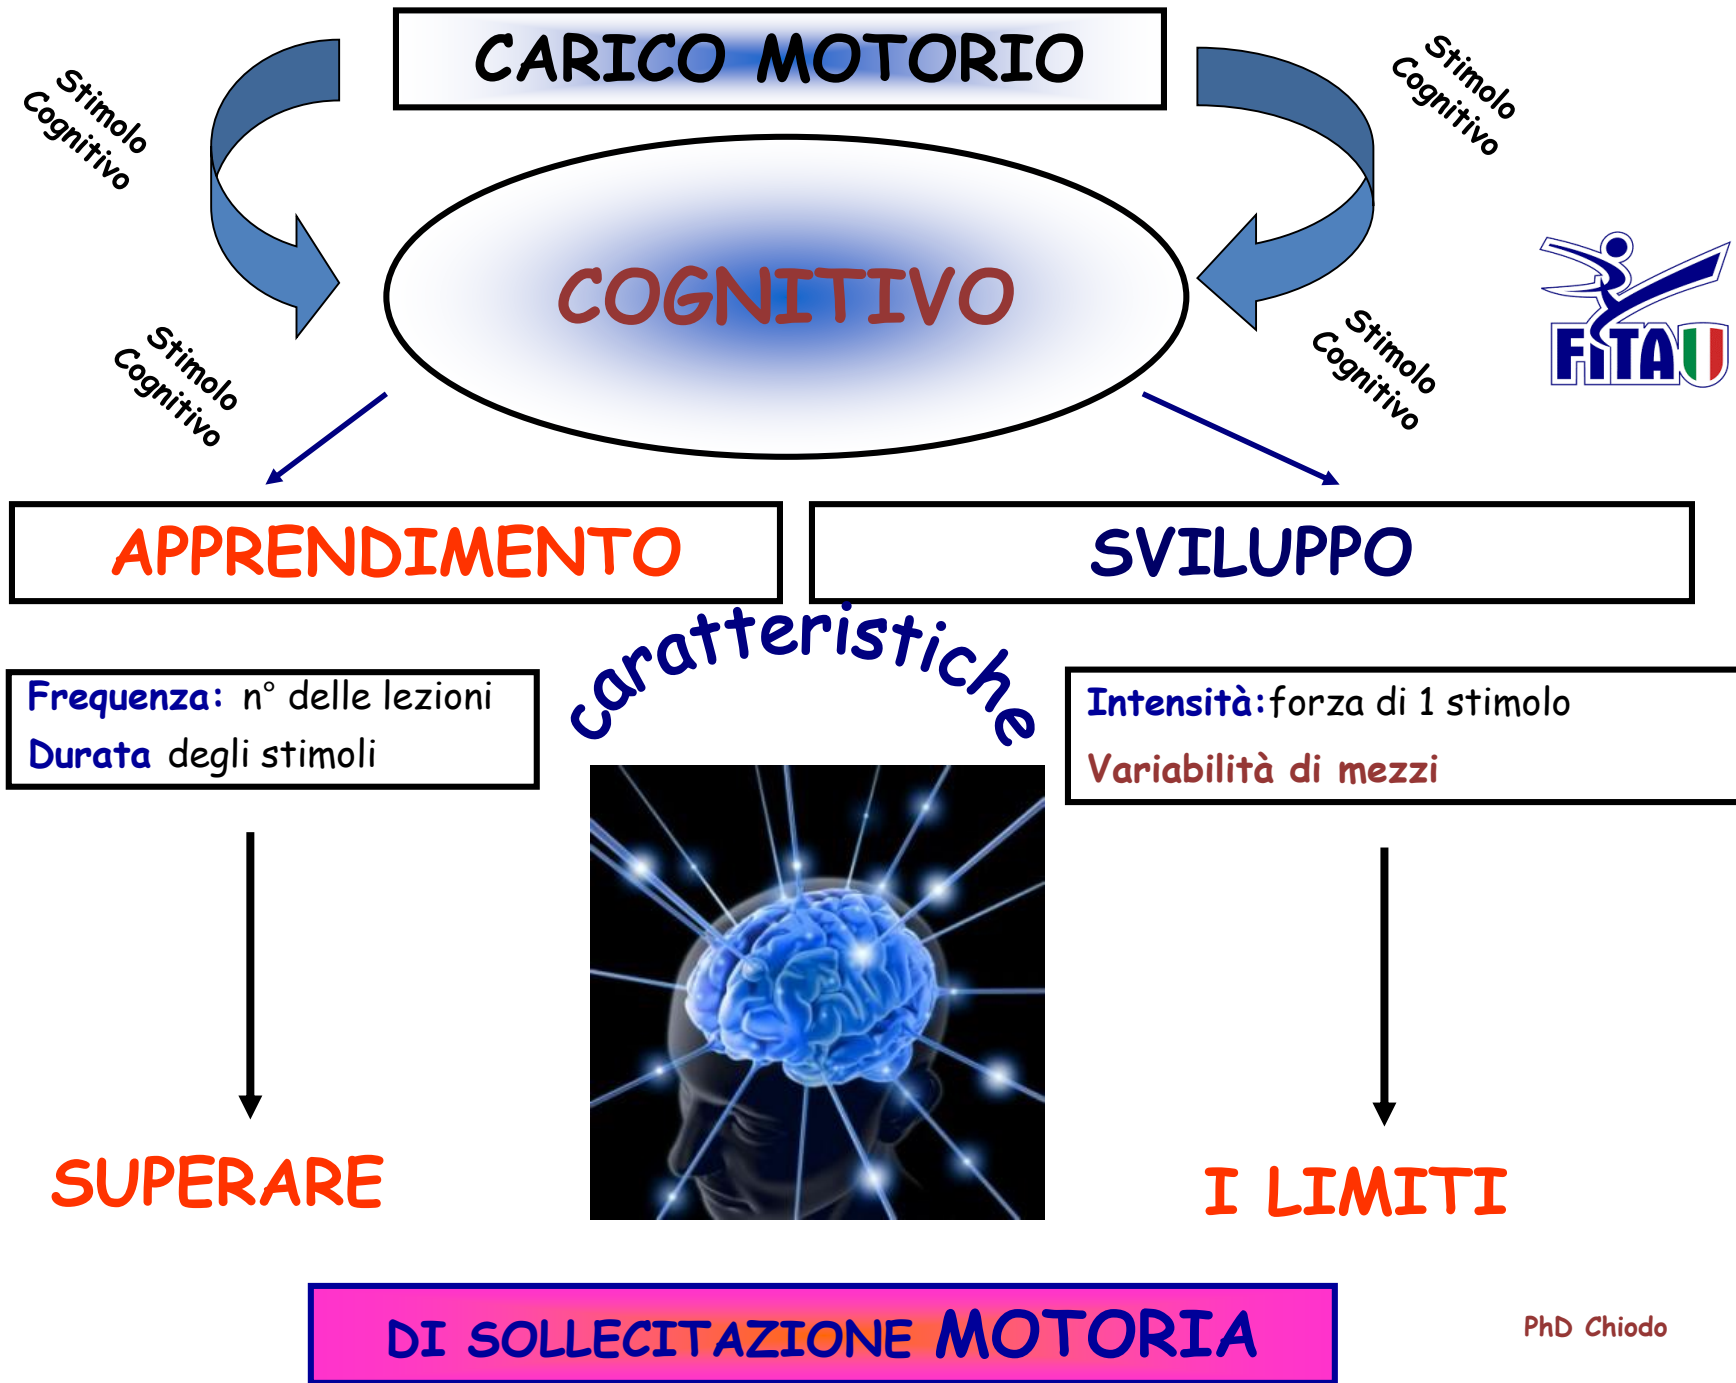 CARICO MOTORIO
Stimolo
Cognitivo
Stimolo
Cognitivo
COGNITIVO
FITA
Stimolo
Cognitivo
Stimolo
Cognitivo
APPRENDIMENTO
SVILUPPO
caratteristiche
Frequenza: n° delle lezioni
Durata degli stimoli
Intensità:forza di 1 stimolo
Variabilità di mezzi
SUPERARE
I LIMITI
DI SOLLECITAZIONE MOTORIA
PhD Chiodo